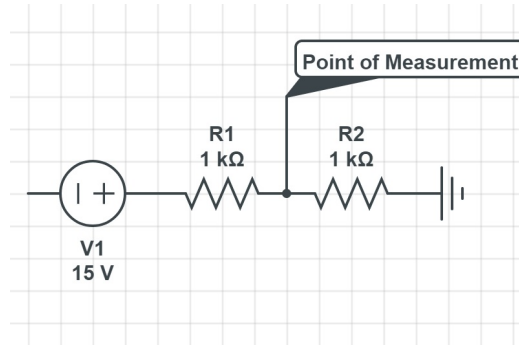 Point of Measurement
R1
1 kΩ
R2
1 kΩ
V1
15 V